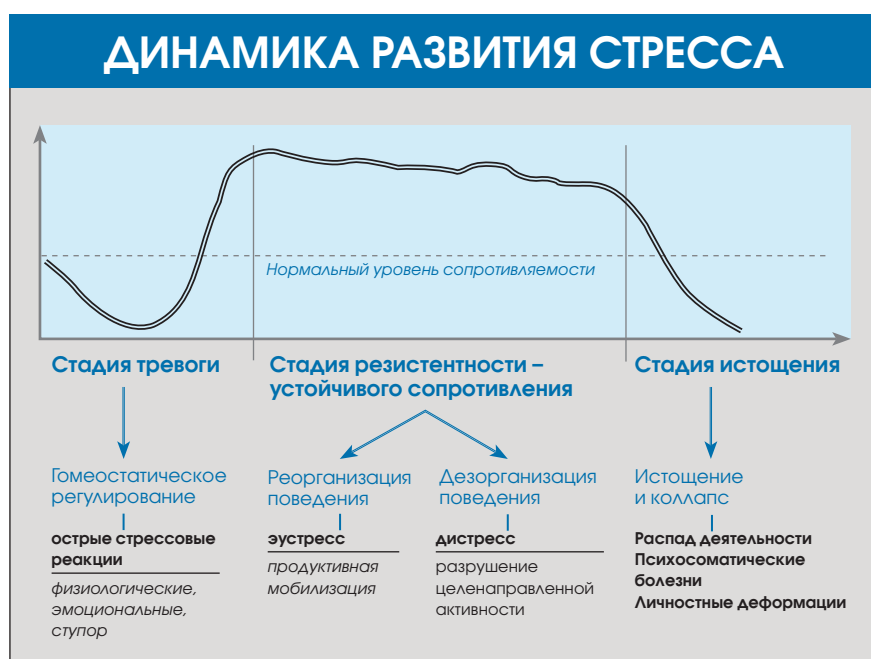 ДИНАМИКА РАЗВИТИЯ СТРЕССА
Нормальный уровень сопротивляемости
Стадия тревоги
Стадия резистентности –
устойчивого сопротивления
Стадия истощения
Гомеостатическое
регулирование
Реорганизация
поведения
Дезорганизация
поведения
Истощение
и коллапс
острые стрессовые
реакции
физиологические,
эмоциональные,
ступор
эустресс
продуктивная
мобилизация
дистресс
разрушение
целенаправленной
активности
Распад деятельности
Психосоматические
болезни
Личностные деформации